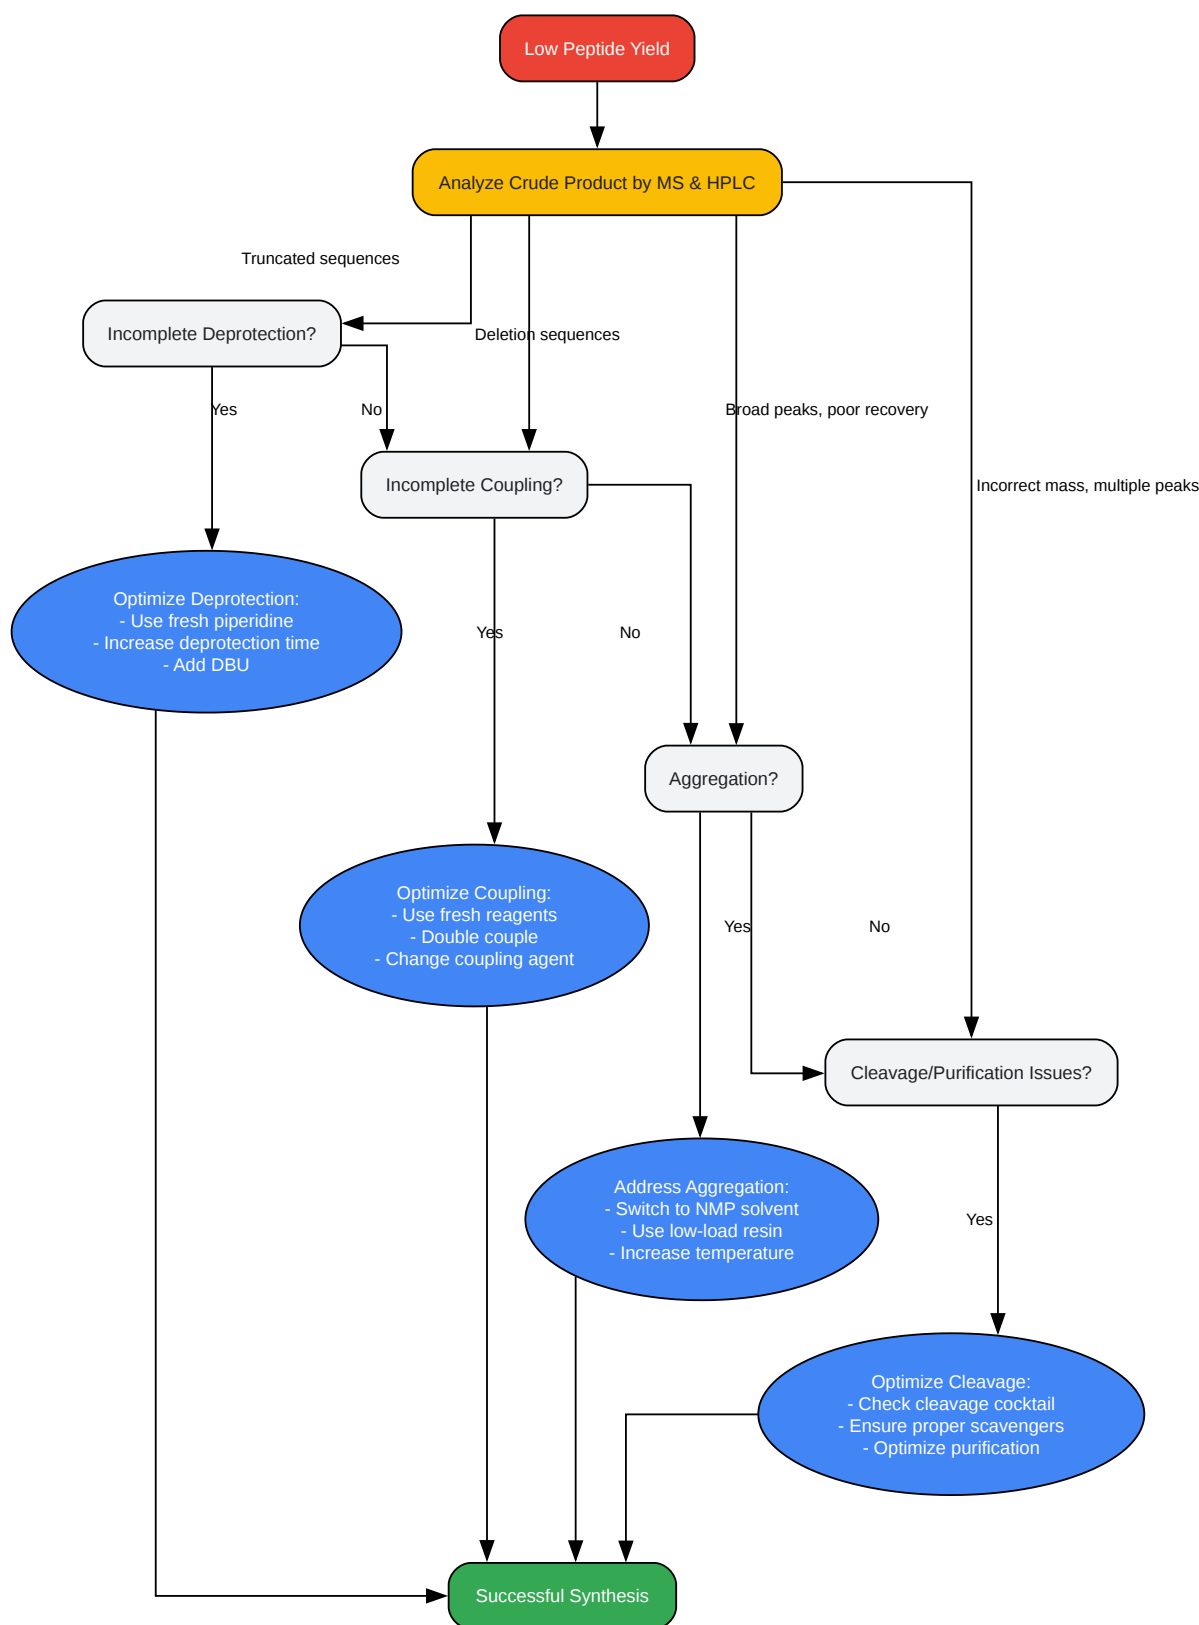 Low Peptide Yield
Analyze Crude Product by MS & HPLC
Truncated sequences
Incomplete Deprotection?
Deletion sequences
Yes
No
Broad peaks, poor recovery
Incomplete Coupling?
Incorrect mass, multiple peaks
Optimize Deprotection:
- Use fresh piperidine
- Increase deprotection time
- Add DBU
Yes
No
Aggregation?
Optimize Coupling:
- Use fresh reagents
- Double couple
- Change coupling agent
Yes
No
Cleavage/Purification Issues?
Address Aggregation:
- Switch to NMP solvent
- Use low-load resin
- Increase temperature
Yes
Optimize Cleavage:
- Check cleavage cocktail
- Ensure proper scavengers
- Optimize purification
Successful Synthesis